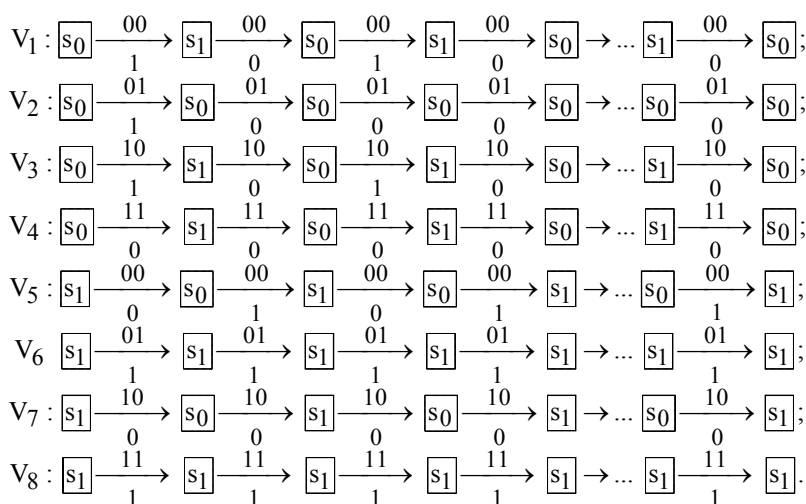 00 00 00 00 00
V1 : s0 → s1 → s0 → s1 → s0 → ... s1 → s0;
1 0 1 0 0
01 01 01 01 01
V2 : s0 → s0 → s0 → s0 → s0 → ... s0 → s0;
1 0 0 0 0
10 10 10 10 10
V3 : s0 → s1 → s0 → s1 → s0 → ... s1 → s0;
1 0 1 0 0
11 11 11 11 11
V4 : s0 → s1 → s0 → s1 → s0 → ... s1 → s0;
0 0 0 0 0
00 00 00 00 00
V5 : s1 → s0 → s1 → s0 → s1 → ... s0 → s1;
0 1 0 1 1
01 01 01 01 01
V6 s1 → s1 → s1 → s1 → s1 → ... s1 → s1;
1 1 1 1 1
10 10 10 10 10
V7 : s1 → s0 → s1 → s0 → s1 → ... s0 → s1;
0 0 0 0 0
11 11 11 11 11
V8 : s1 → s1 → s1 → s1 → s1 → ... s1 → s1.
1 1 1 1 1